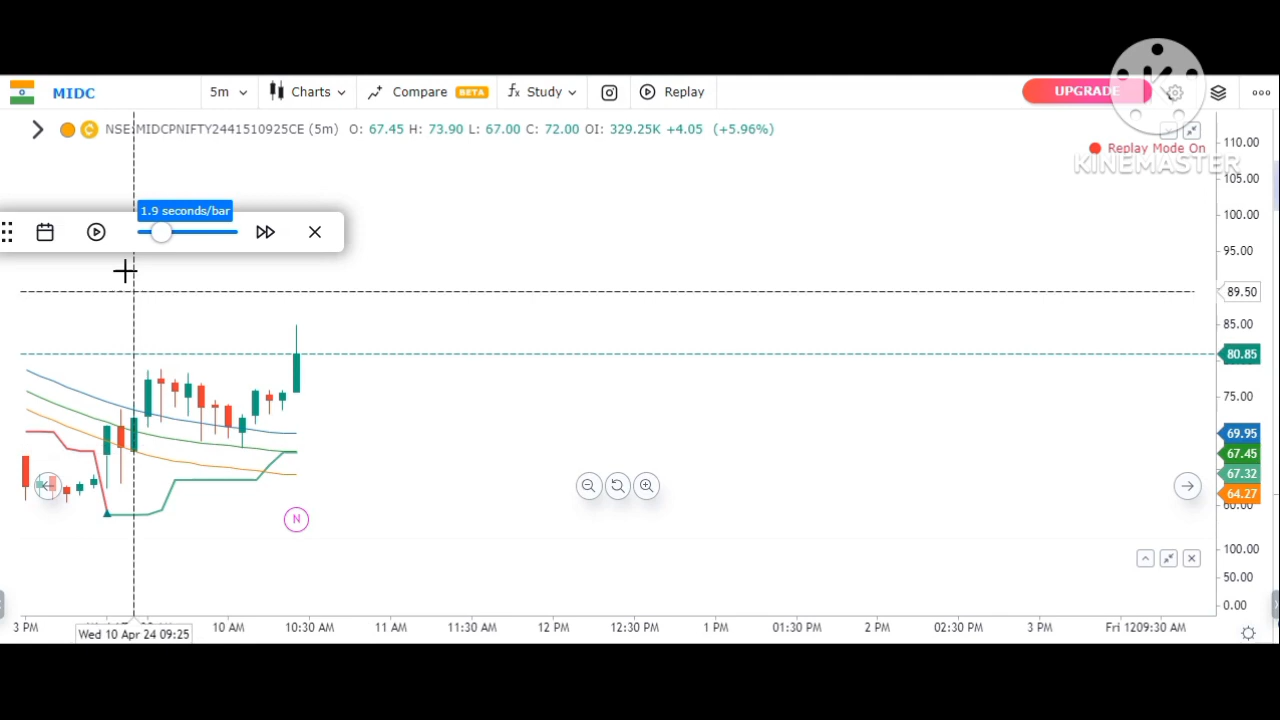 MIDC 5m Charts Compare BETA fx Study Replay UPGRADE
NSE:MIDCPNIFTY2441510925CE (5m) O: 67.45 H: 73.90 L: 67.00 C: 72.00 OI: 329.25K +4.05 (+5.96%)
Replay Mode On
KINEMASTER
1.9 seconds/bar
110.00
105.00
100.00
95.00
89.50
85.00
80.85
75.00
69.95
67.45
67.32
64.27
60.00
N
100.00
50.00
0.00
3 PM 10 AM 10:30 AM 11 AM 11:30 AM 12 PM 12:30 PM 1 PM 01:30 PM 2 PM 02:30 PM 3 PM Fri 1209:30 AM
Wed 10 Apr 24 09:25